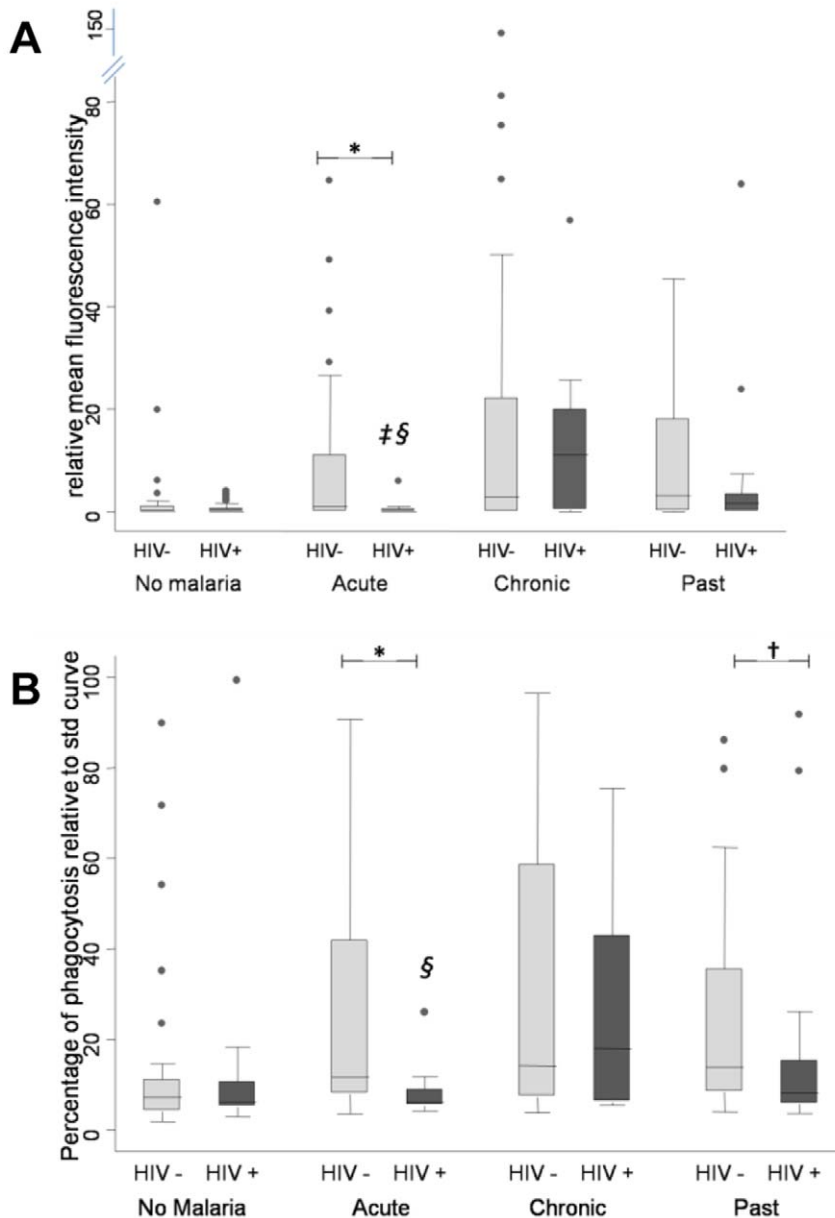 A
relative mean fluorescence intensity
150
80
60
40
20
0
*
‡§
HIV- HIV+ HIV- HIV+ HIV- HIV+ HIV- HIV+
No malaria Acute Chronic Past
B
Percentage of phagocytosis relative to std curve
100
80
60
40
20
0
*
†
§
HIV - HIV + HIV - HIV + HIV - HIV + HIV - HIV +
No Malaria Acute Chronic Past